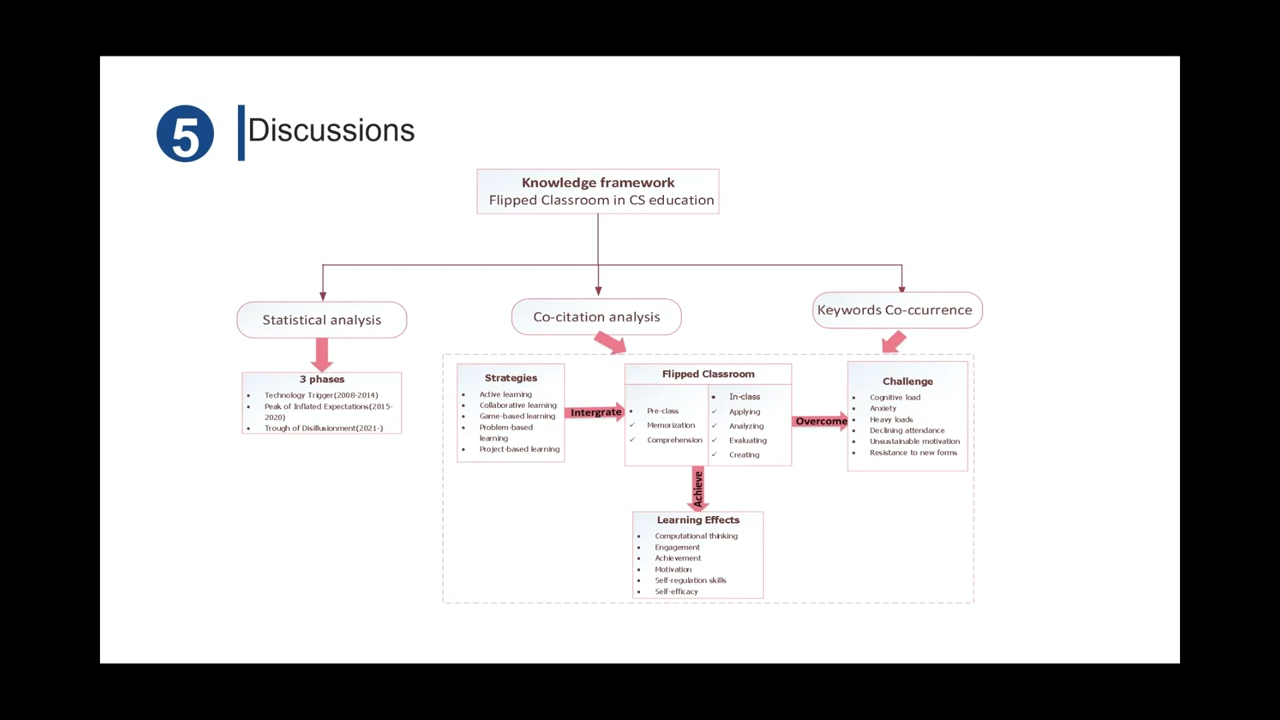 5
Discussions
Knowledge framework
Flipped Classroom in CS education
Statistical analysis
Co-citation analysis
Keywords Co-ccurrence
3 phases
• Technology Trigger(2008-2014)
• Peak of Inflated Expectations(2015-
2020)
• Trough of Disillusionment(2021-)
Strategies
• Active learning
• Collaborative learning
• Game-based learning
• Problem-based
learning
• Project-based learning
Intergrate
Flipped Classroom
• Pre-class
✓ Memorization
✓ Comprehension
• In-class
✓ Applying
✓ Analyzing
✓ Evaluating
✓ Creating
Overcome
Challenge
• Cognitive load
• Anxiety
• Heavy loads
• Declining attendance
• Unsustainable motivation
• Resistance to new forms
Achieve
Learning Effects
• Computational thinking
• Engagement
• Achievement
• Motivation
• Self-regulation skills
• Self-efficacy